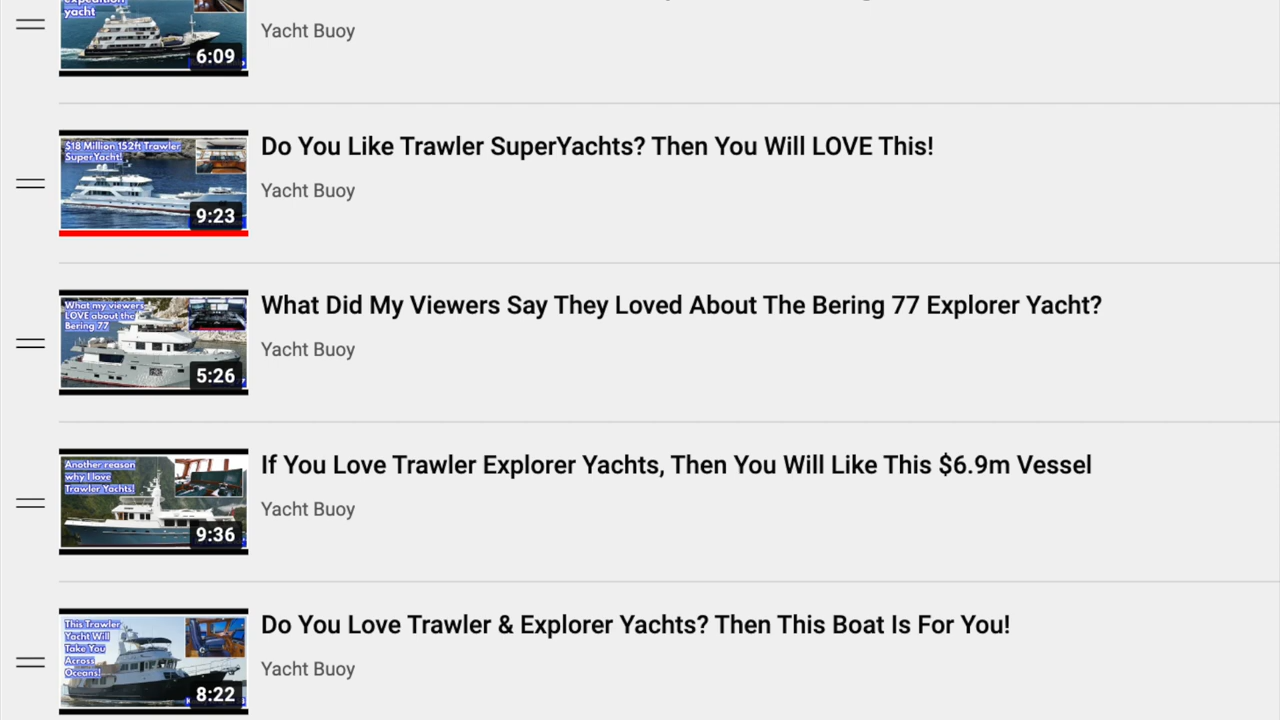 expedition
yacht
6:09
Yacht Buoy
$18 Million 152ft Trawler
SuperYacht!
9:23
Do You Like Trawler SuperYachts? Then You Will LOVE This!
Yacht Buoy
What my viewers
LOVE about the
Bering 77
5:26
What Did My Viewers Say They Loved About The Bering 77 Explorer Yacht?
Yacht Buoy
Another reason
why I love
Trawler Yachts!
9:36
If You Love Trawler Explorer Yachts, Then You Will Like This $6.9m Vessel
Yacht Buoy
This Trawler
Yacht Will
Take You
Across
Oceans!
8:22
Do You Love Trawler & Explorer Yachts? Then This Boat Is For You!
Yacht Buoy